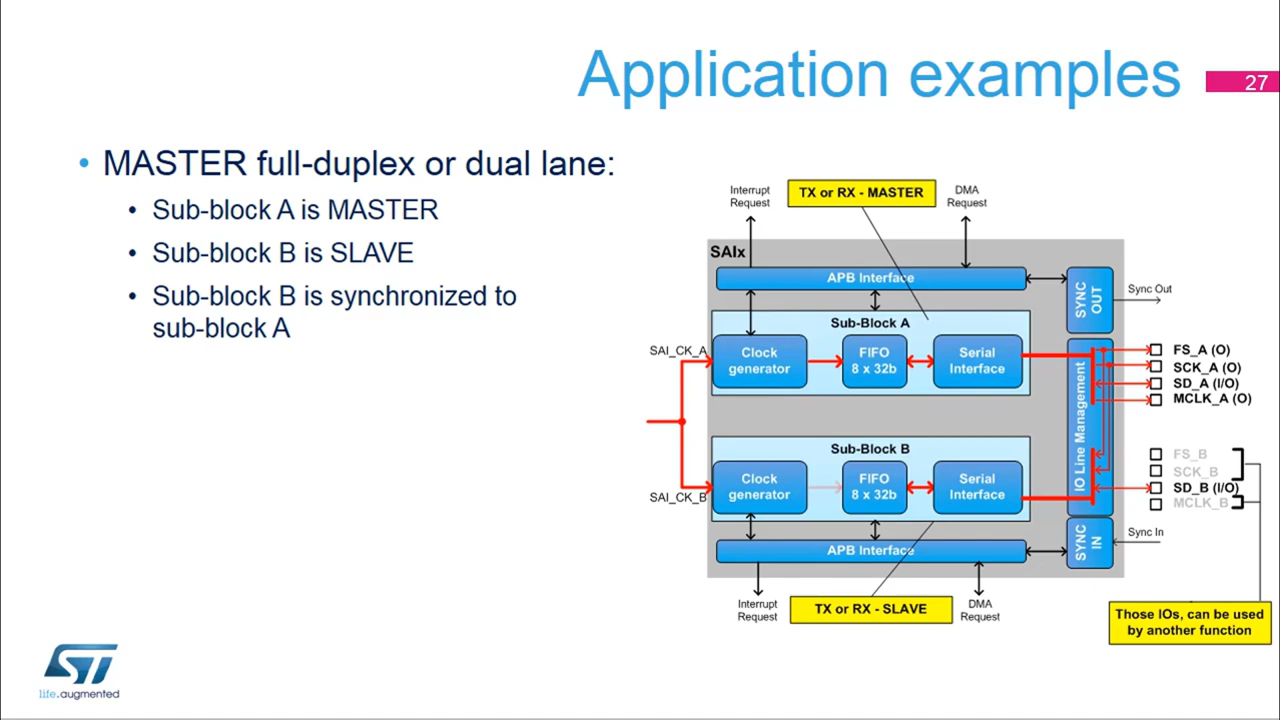 Application examples
27
• MASTER full-duplex or dual lane:
• Sub-block A is MASTER
• Sub-block B is SLAVE
• Sub-block B is synchronized to
sub-block A
Interrupt
Request
TX or RX - MASTER
DMA
Request
SAIx
APB Interface
SYNC
OUT
Sync Out
Sub-Block A
SAI_CK_A
Clock
generator
FIFO
8 x 32b
Serial
Interface
IO Line Management
FS_A (O)
SCK_A (O)
SD_A (I/O)
MCLK_A (O)
Sub-Block B
SAI_CK_B
Clock
generator
FIFO
8 x 32b
Serial
Interface
FS_B
SCK_B
SD_B (I/O)
MCLK_B
APB Interface
SYNC
IN
Sync In
Interrupt
Request
TX or RX - SLAVE
DMA
Request
Those IOs, can be used
by another function
ST
life.augmented